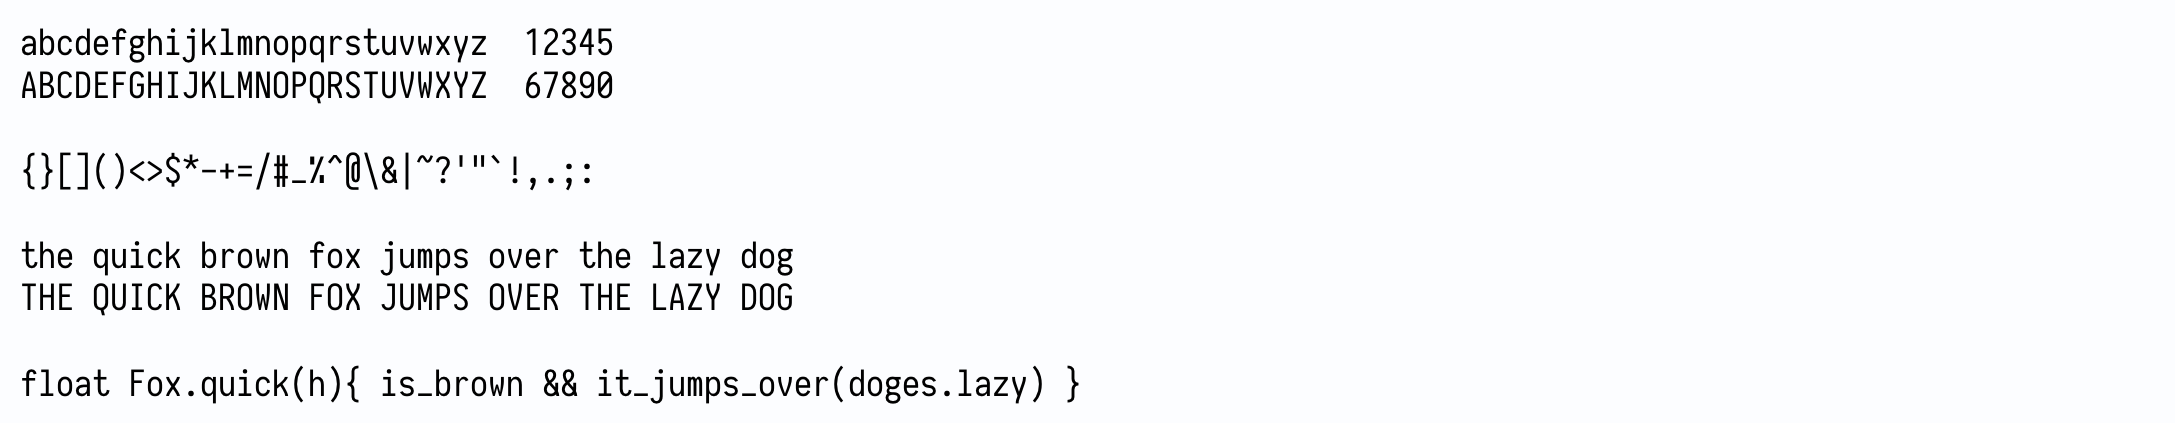 abcdefghijklmnopqrstuvwxyz  12345
ABCDEFGHIJKLMNOPQRSTUVWXYZ  67890
{}[]()<>$*-+=/#_%^@\&|~?'"`!,.;:
the quick brown fox jumps over the lazy dog
THE QUICK BROWN FOX JUMPS OVER THE LAZY DOG
float Fox.quick(h){ is_brown && it_jumps_over(doges.lazy) }